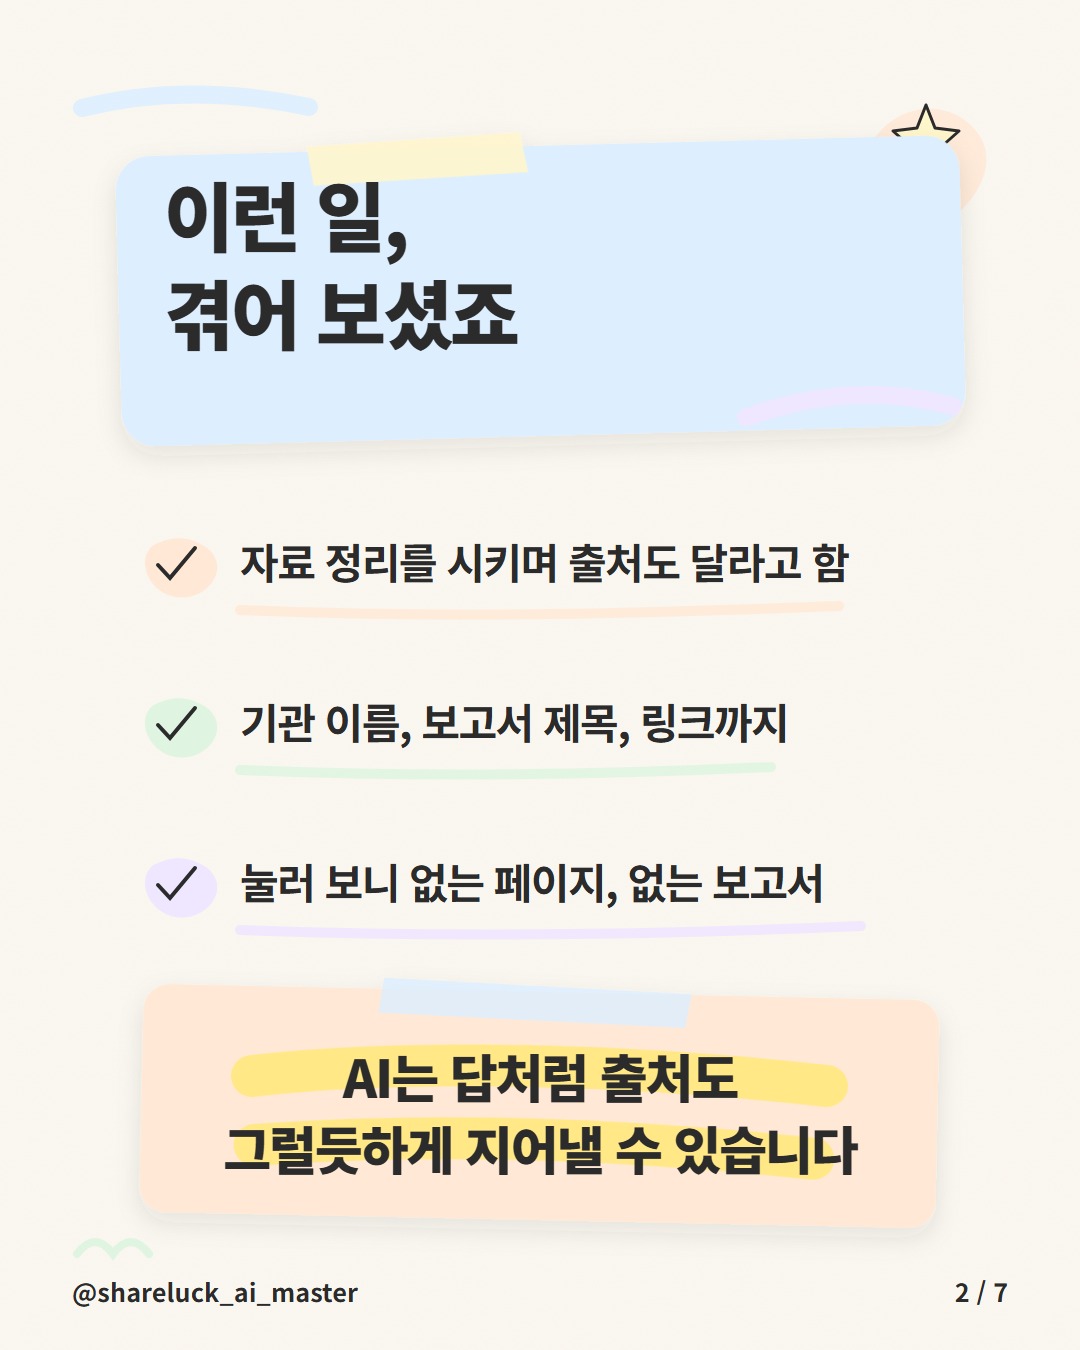 이런 일,
겪어 보셨죠
자료 정리를 시키며 출처도 달라고 함
기관 이름, 보고서 제목, 링크까지
눌러 보니 없는 페이지, 없는 보고서
AI는 답처럼 출처도
그럴듯하게 지어낼 수 있습니다
@shareluck_ai_master
2 / 7